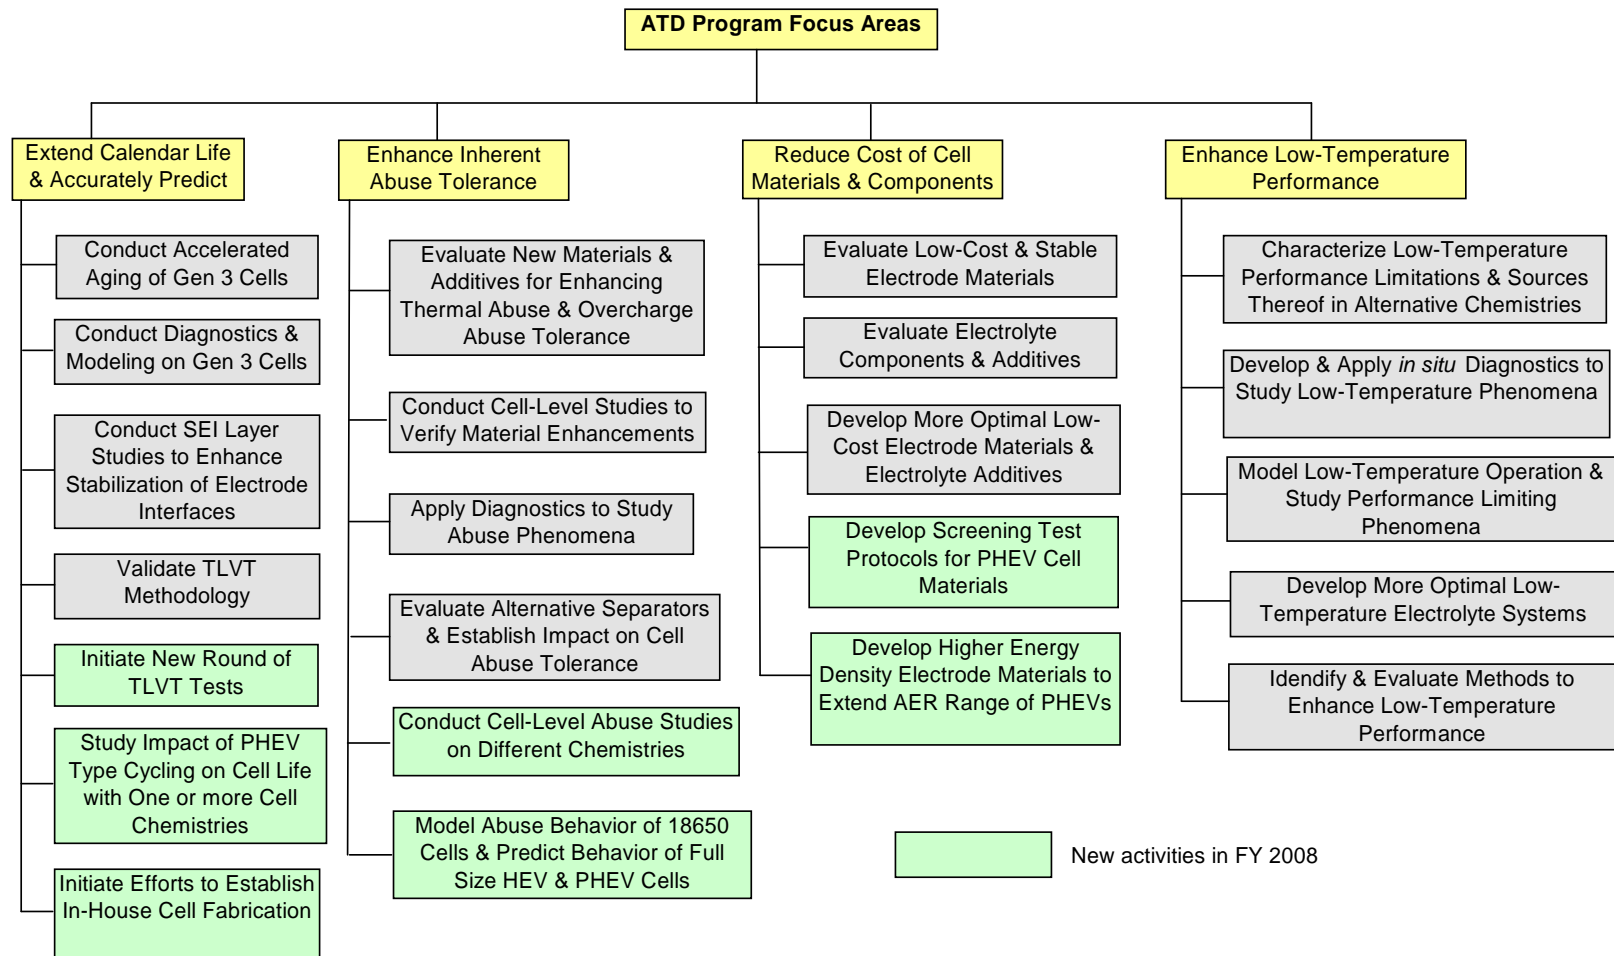 ATD Program Focus Areas
Extend Calendar Life
& Accurately Predict
Conduct Accelerated
Aging of Gen 3 Cells
Conduct Diagnostics &
Modeling on Gen 3 Cells
Conduct SEI Layer
Studies to Enhance
Stabilization of Electrode
Interfaces
Validate TLVT
Methodology
Initiate New Round of
TLVT Tests
Study Impact of PHEV
Type Cycling on Cell Life
with One or more Cell
Chemistries
Initiate Efforts to Establish
In-House Cell Fabrication
Enhance Inherent
Abuse Tolerance
Evaluate New Materials &
Additives for Enhancing
Thermal Abuse & Overcharge
Abuse Tolerance
Conduct Cell-Level Studies to
Verify Material Enhancements
Apply Diagnostics to Study
Abuse Phenomena
Evaluate Alternative Separators
& Establish Impact on Cell
Abuse Tolerance
Conduct Cell-Level Abuse Studies
on Different Chemistries
Model Abuse Behavior of 18650
Cells & Predict Behavior of Full
Size HEV & PHEV Cells
Reduce Cost of Cell
Materials & Components
Evaluate Low-Cost & Stable
Electrode Materials
Evaluate Electrolyte
Components & Additives
Develop More Optimal Low-
Cost Electrode Materials &
Electrolyte Additives
Develop Screening Test
Protocols for PHEV Cell
Materials
Develop Higher Energy
Density Electrode Materials to
Extend AER Range of PHEVs
Enhance Low-Temperature
Performance
Characterize Low-Temperature
Performance Limitations & Sources
Thereof in Alternative Chemistries
Develop & Apply in situ Diagnostics to
Study Low-Temperature Phenomena
Model Low-Temperature Operation &
Study Performance Limiting
Phenomena
Develop More Optimal Low-
Temperature Electrolyte Systems
Idendify & Evaluate Methods to
Enhance Low-Temperature
Performance
New activities in FY 2008